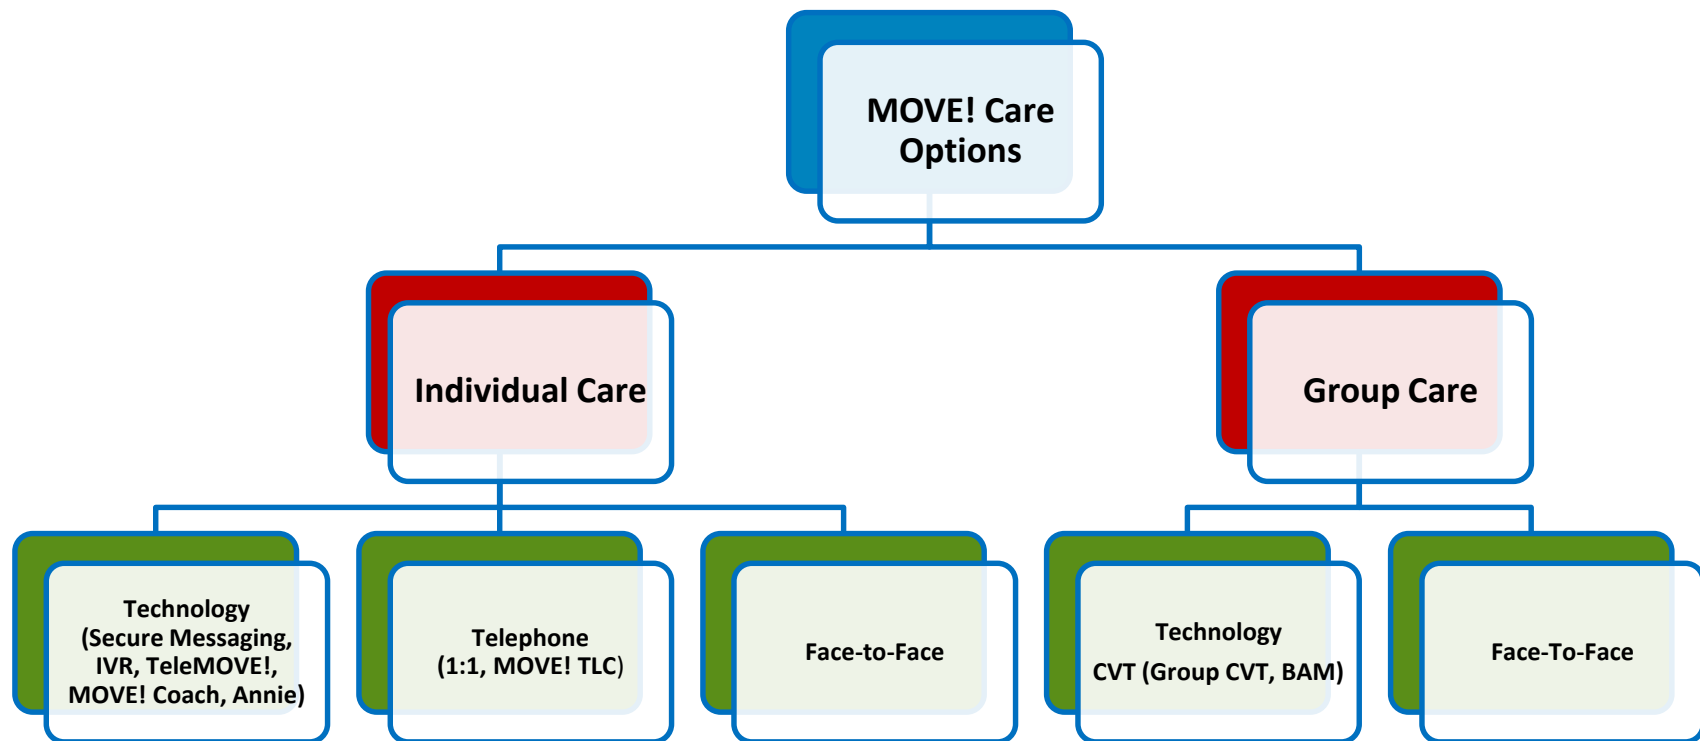 MOVE! Care
Options
Individual Care
Group Care
Technology
(Secure Messaging,
IVR, TeleMOVE!,
MOVE! Coach, Annie)
Telephone
(1:1, MOVE! TLC)
Face-to-Face
Technology
CVT (Group CVT, BAM)
Face-To-Face